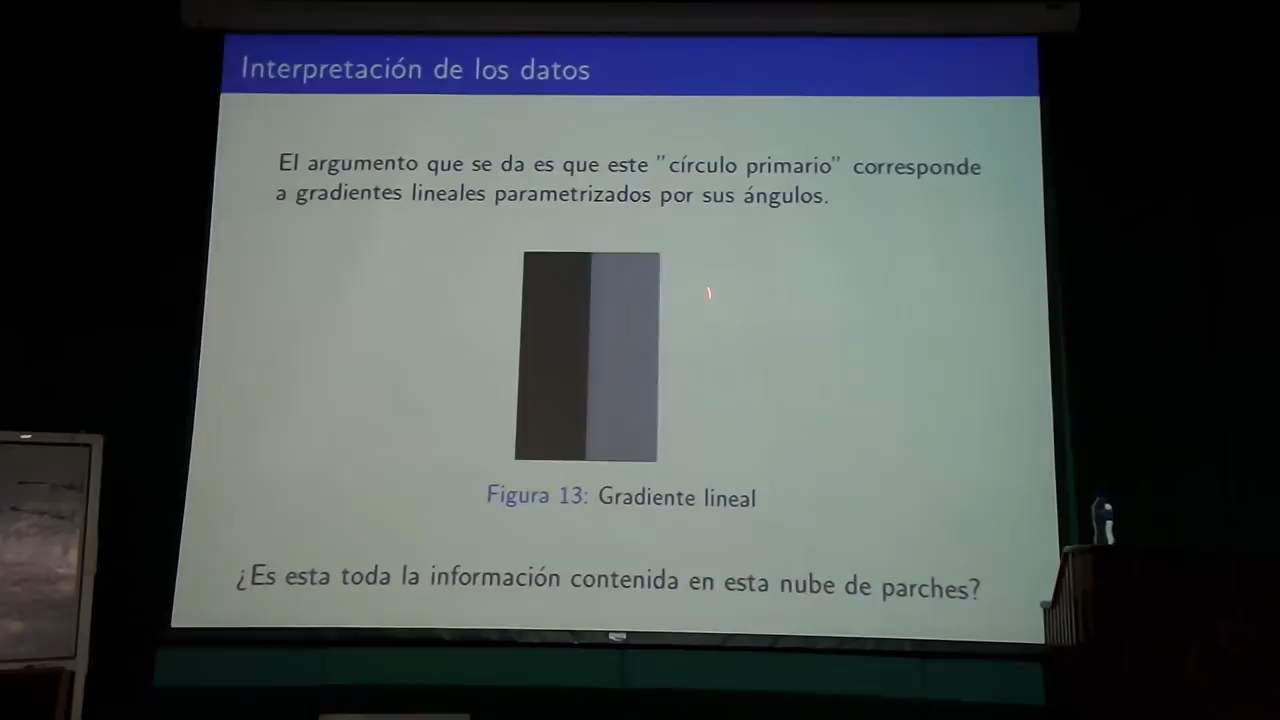 Interpretación de los datos
El argumento que se da es que este "círculo primario" corresponde
a gradientes lineales parametrizados por sus ángulos.
Figura 13: Gradiente lineal
¿Es esta toda la información contenida en esta nube de parches?